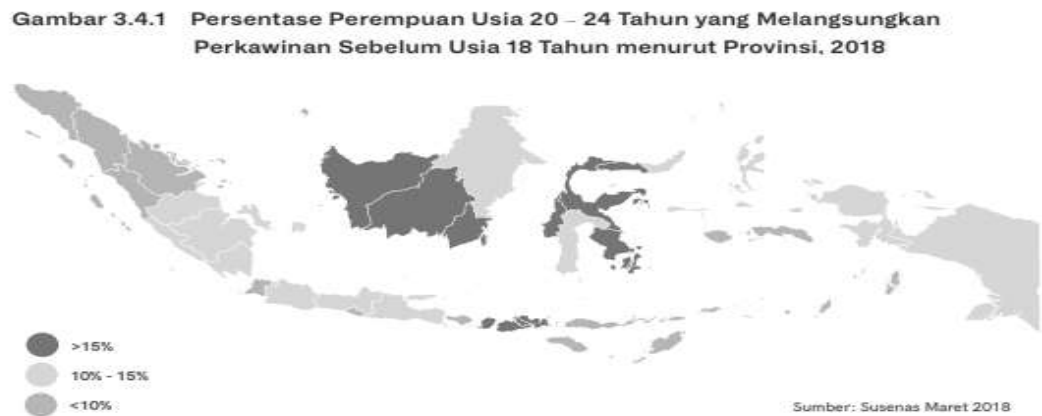 Gambar 3.4.1 Persentase Perempuan Usia 20 – 24 Tahun yang Melangsungkan
Perkawinan Sebelum Usia 18 Tahun menurut Provinsi, 2018
>15%
10% - 15%
<10%
Sumber: Susenas Maret 2018